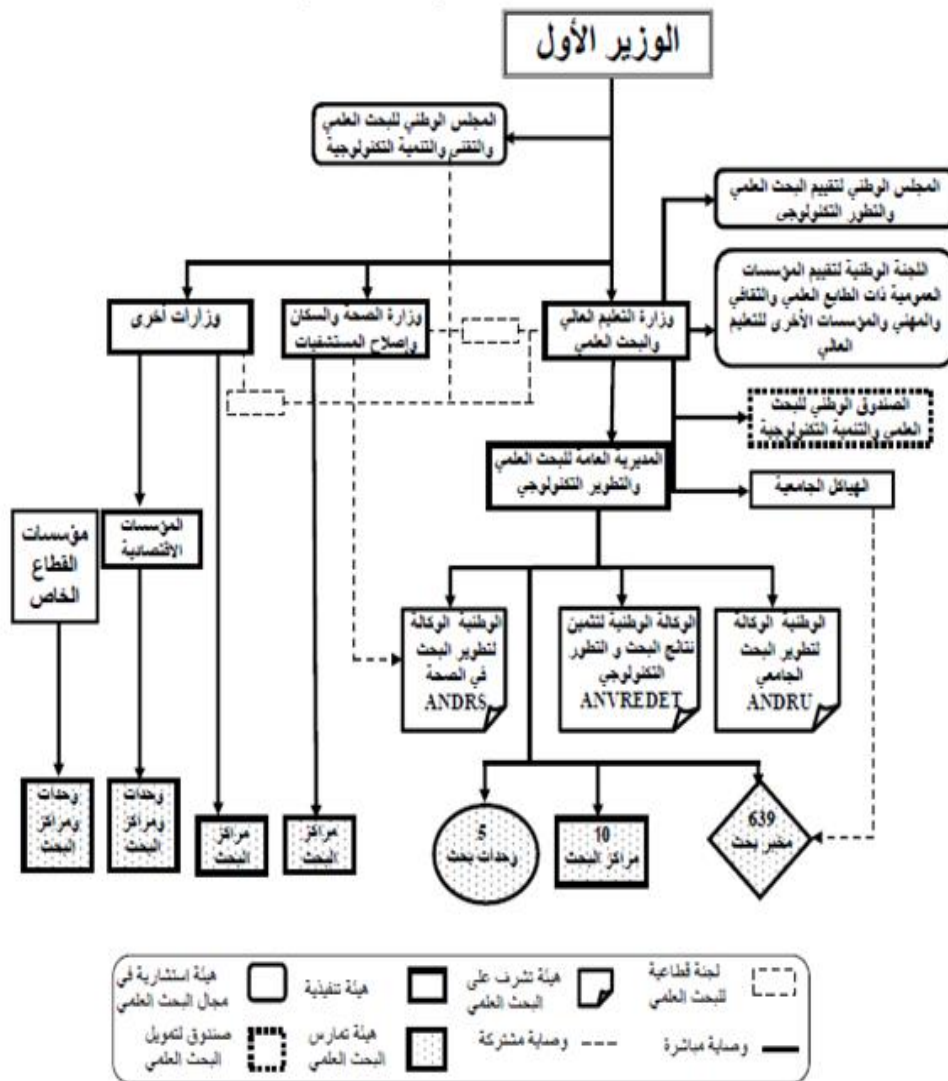 الوزير الأول
المجلس الوطني للبحث العلمي
والتقني والتنمية التكنولوجية
المجلس الوطني لتقييم البحث العلمي
والتطور التكنولوجي
اللجنة الوطنية لتقييم المؤسسات
العمومية ذات الطابع العلمي والثقافي
والمهني والمؤسسات الأخرى للتعليم
العالي
وزارة التعليم العالي
والبحث العلمي
وزارة الصحة والسكان
وإصلاح المستشفيات
وزارات أخرى
الصندوق الوطني للبحث
العلمي والتنمية التكنولوجية
المديرية العامة للبحث العلمي
والتطوير التكنولوجي
الهياكل الجامعية
المؤسسات
الاقتصادية
مؤسسات
القطاع
الخاص
الوطنية الوكالة
لتطوير البحث
الجامعي
ANDRU
الوكالة الوطنية لتثمين
نتائج البحث و التطور
التكنولوجي
ANVREDET
الوطنية الوكالة
لتطوير البحث
في الصحة
ANDRS
639
مخبر بحث
10
مراكز البحث
5
وحدات بحث
مراكز
البحث
مراكز
البحث
وحدات
ومراكز
البحث
وحدات
ومراكز
البحث
لجنة قطاعية
للبحث العلمي
هيئة تشرف على
البحث العلمي
هيئة تنفيذية
هيئة استشارية في
مجال البحث العلمي
وصاية مباشرة
وصاية مشتركة
هيئة تمارس
البحث العلمي
صندوق لتمويل
البحث العلمي